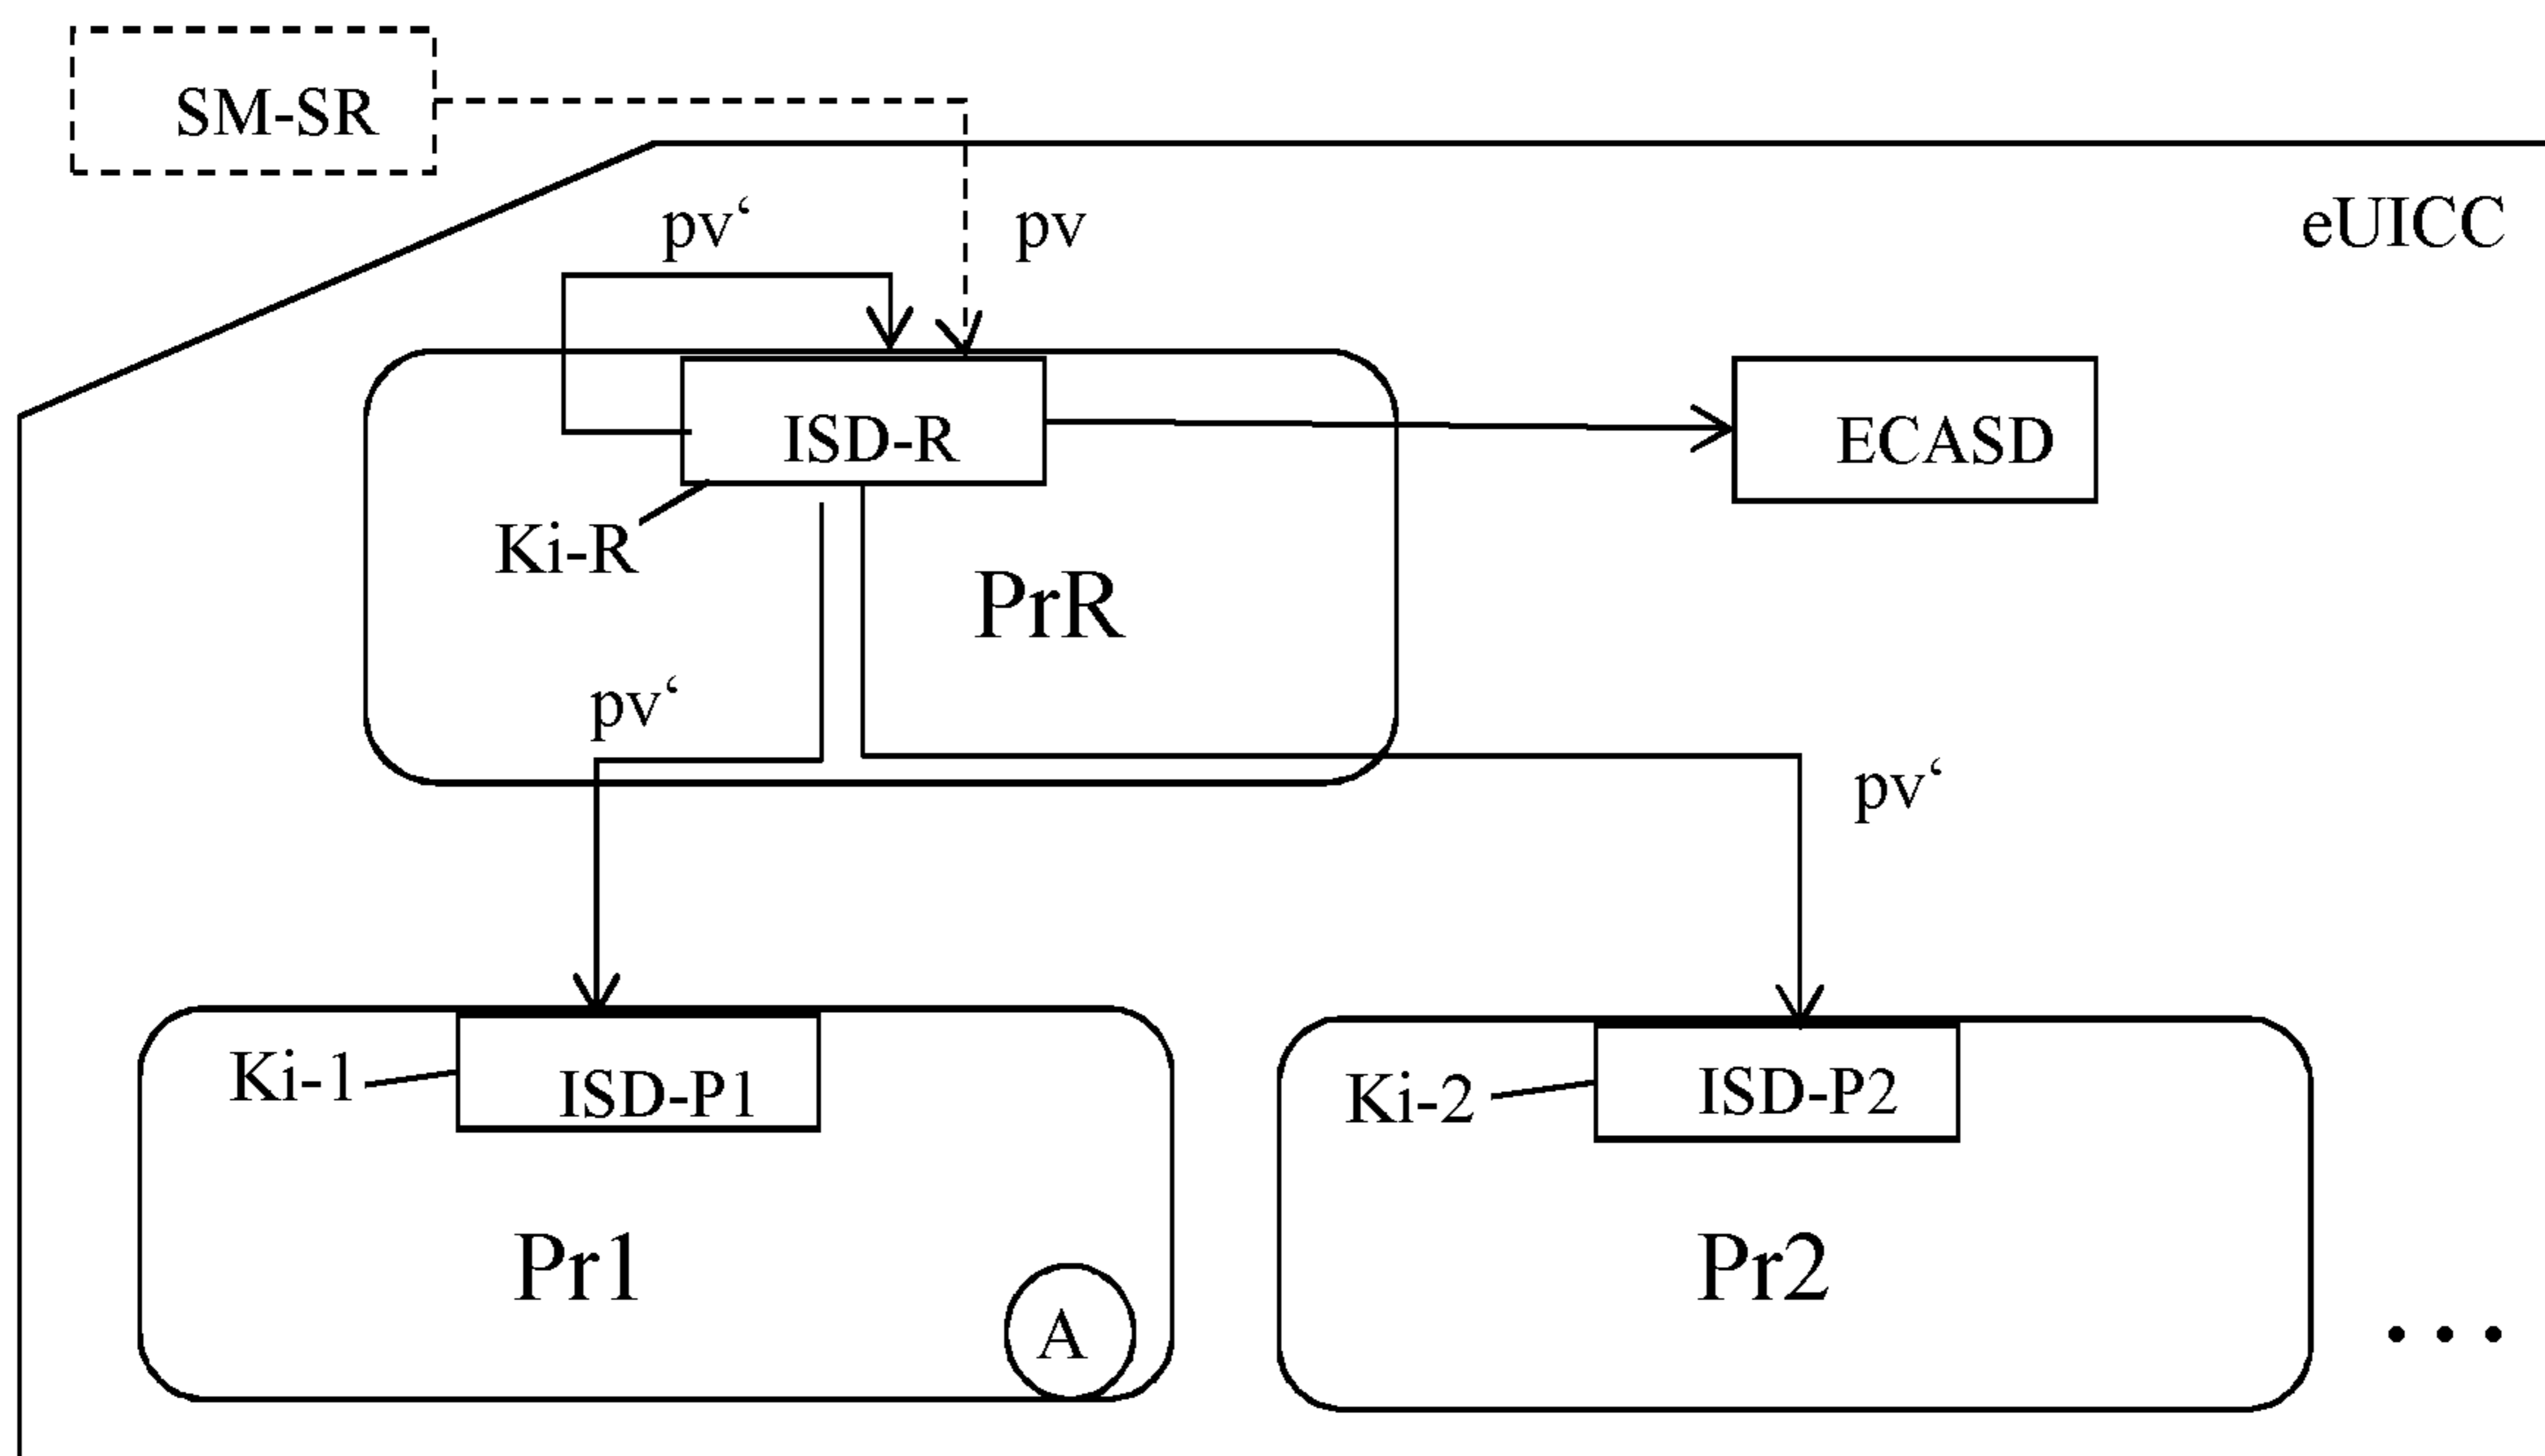 SM-SR
pv‘
pv
eUICC
ISD-R
ECASD
Ki-R
PrR
pv‘
pv‘
Ki-1
ISD-P1
Ki-2
ISD-P2
Pr1
Pr2
A
...